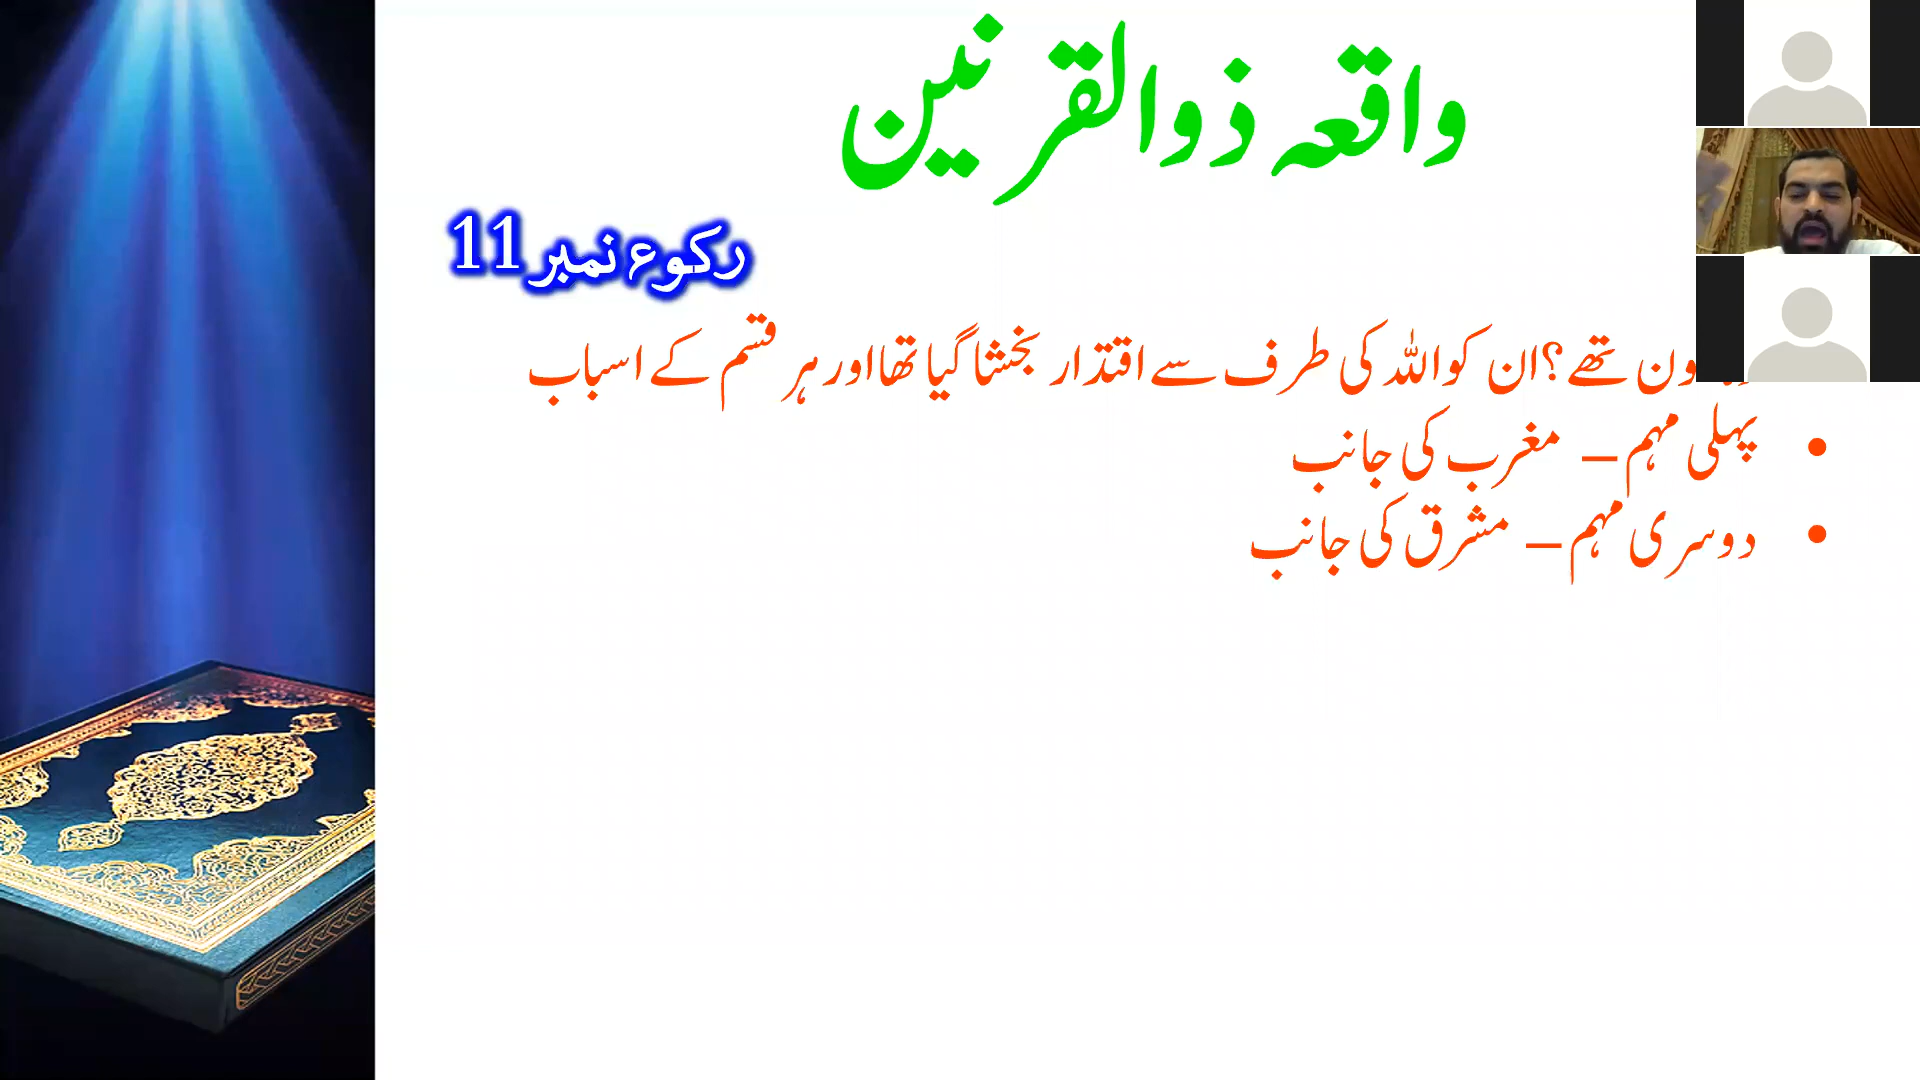 واقعہ ذوالقرنین
رکوع نمبر 11
تھے؟ ان کو اللہ کی طرف سے اقتدار بخشا گیا تھا اور ہر قسم کے اسباب
• پہلی مہم – مغرب کی جانب
• دوسری مہم – مشرق کی جانب